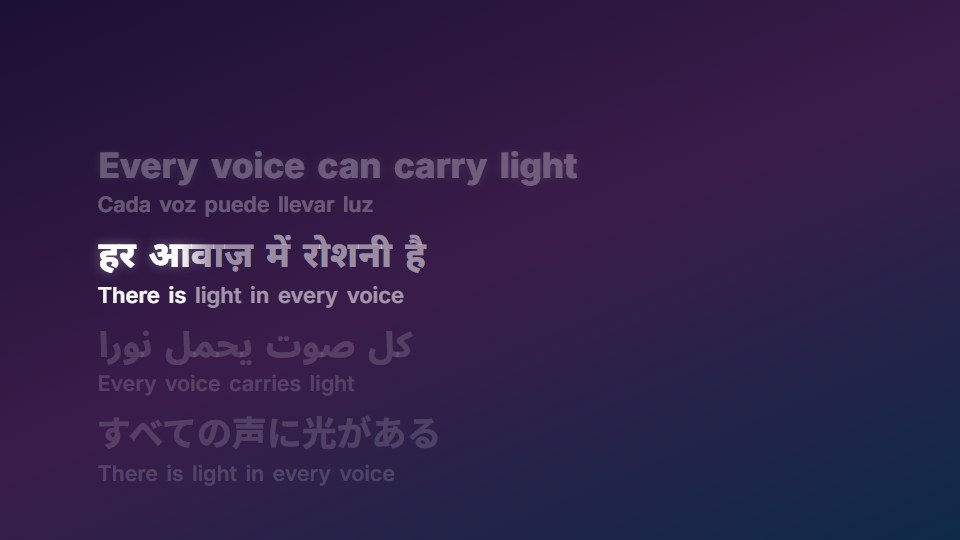 Every voice can carry light
Cada voz puede llevar luz
हर आवाज़ में रोशनी है
There is light in every voice
كل صوت يحمل نورا
Every voice carries light
すべての声に光がある
There is light in every voice